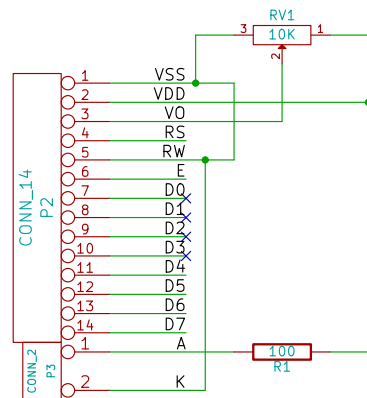 RV1
3 10K 1
2
1 VSS
2 VDD
3 VO
4 RS
5 RW
6 E
7 D0
8 D1
9 D2
10 D3
11 D4
12 D5
13 D6
14 D7
CONN_14
P2
1 A
100
R1
2 K
CONN_2
P3